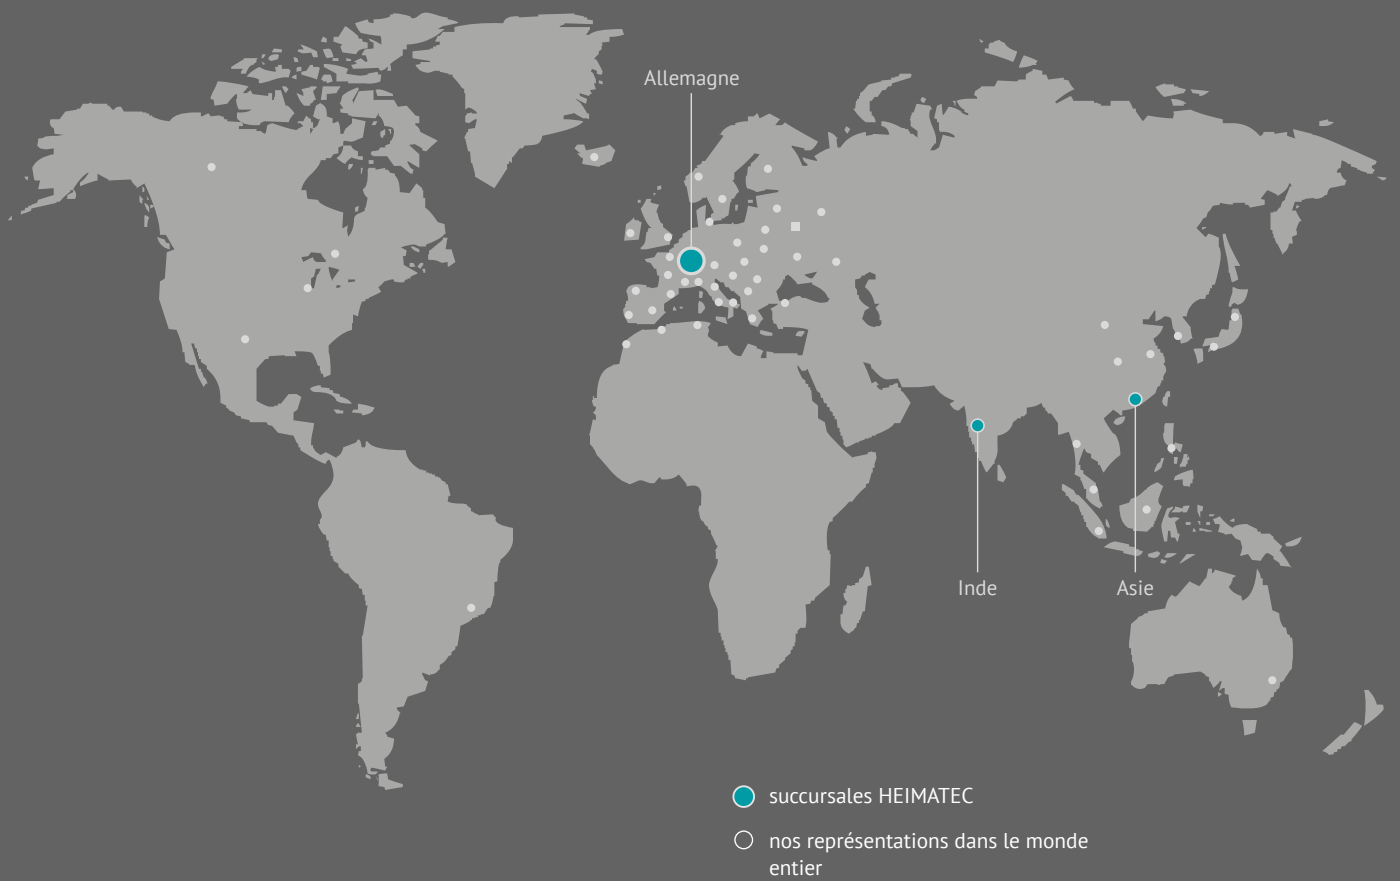 Allemagne
Inde
Asie
succursales HEIMATEC
nos représentations dans le monde
entier